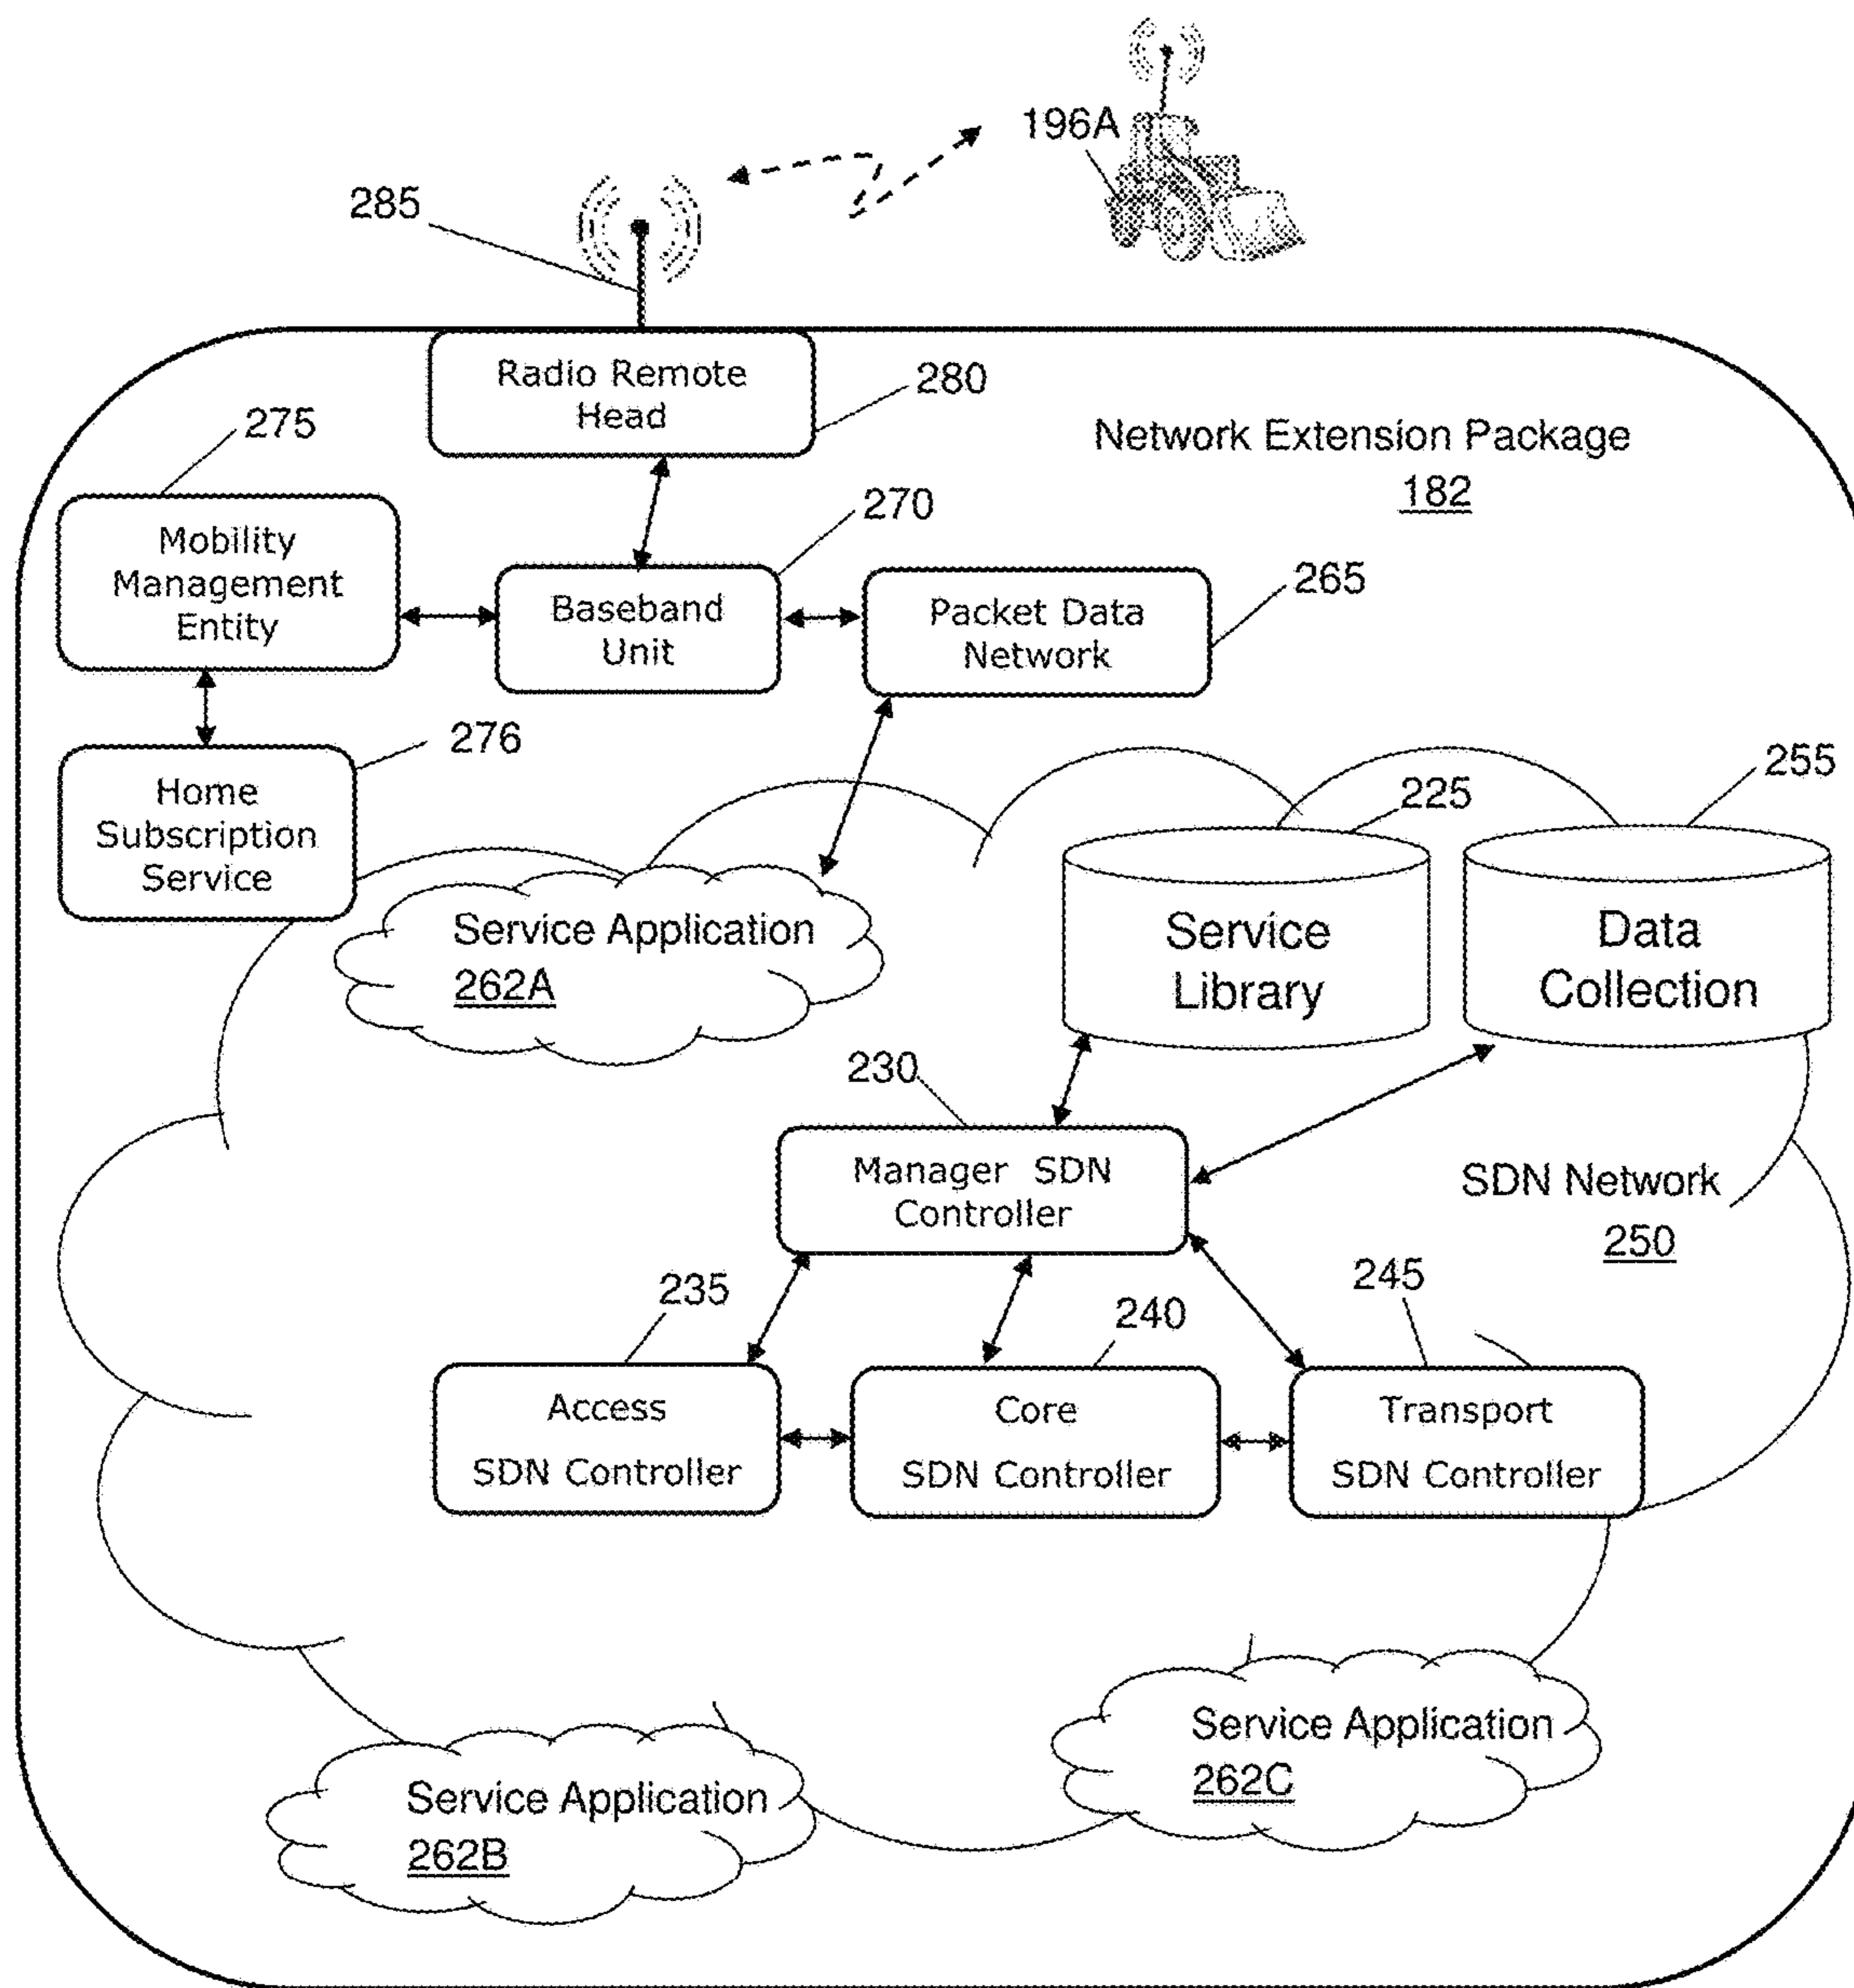 196A
285
Radio Remote
Head
280
275
Network Extension Package
182
270
Mobility
Management
Entity
Baseband
Unit
Packet Data
Network
265
276
Home
Subscription
Service
225
255
Service Application
262A
Service
Library
Data
Collection
230
Manager SDN
Controller
SDN Network
250
235
240
245
Access
SDN Controller
Core
SDN Controller
Transport
SDN Controller
Service Application
262C
Service Application
262B